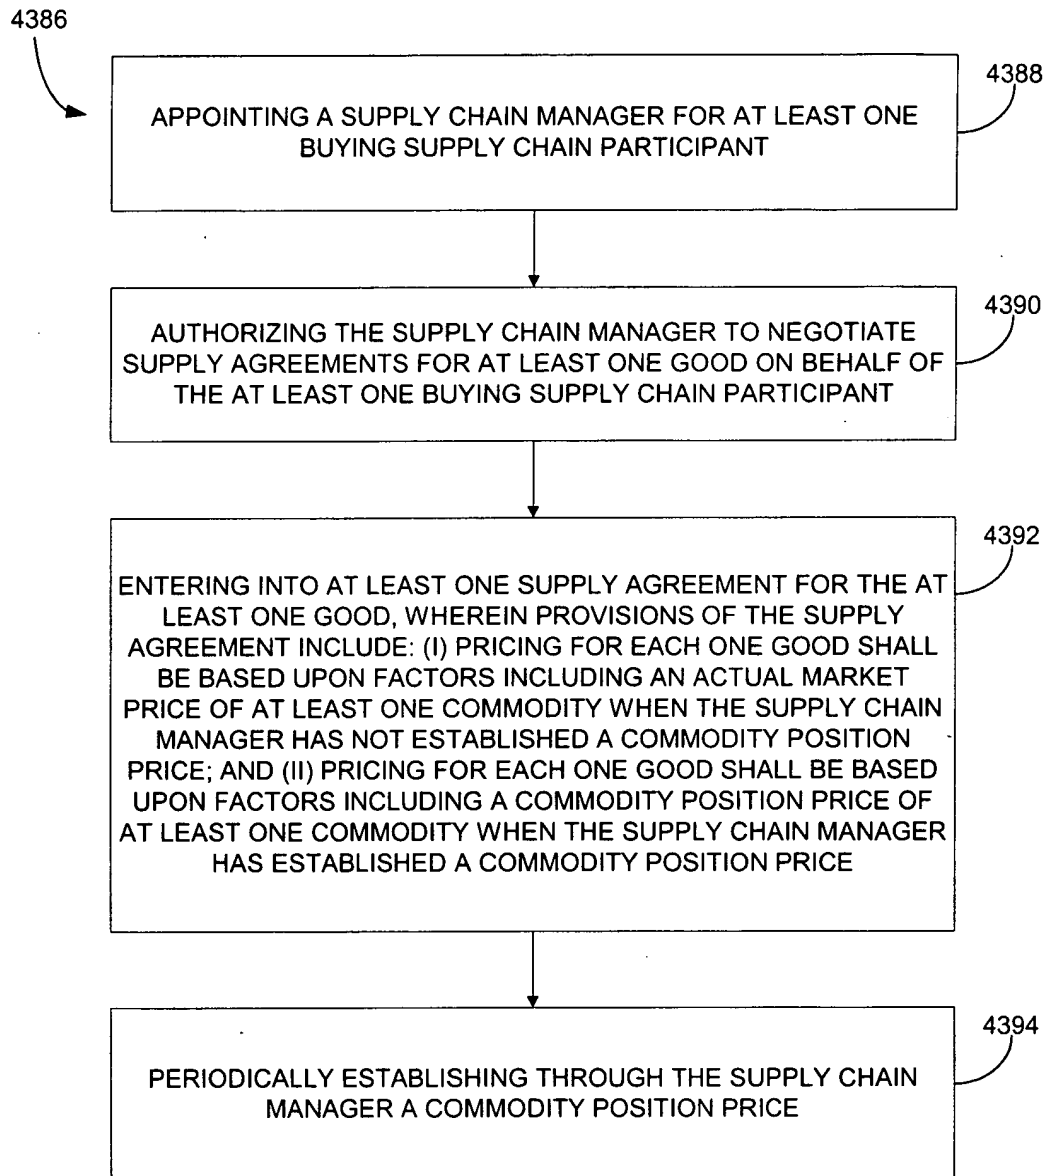 4386
4388
APPOINTING A SUPPLY CHAIN MANAGER FOR AT LEAST ONE
BUYING SUPPLY CHAIN PARTICIPANT
4390
AUTHORIZING THE SUPPLY CHAIN MANAGER TO NEGOTIATE
SUPPLY AGREEMENTS FOR AT LEAST ONE GOOD ON BEHALF OF
THE AT LEAST ONE BUYING SUPPLY CHAIN PARTICIPANT
4392
ENTERING INTO AT LEAST ONE SUPPLY AGREEMENT FOR THE AT
LEAST ONE GOOD, WHEREIN PROVISIONS OF THE SUPPLY
AGREEMENT INCLUDE: (I) PRICING FOR EACH ONE GOOD SHALL
BE BASED UPON FACTORS INCLUDING AN ACTUAL MARKET
PRICE OF AT LEAST ONE COMMODITY WHEN THE SUPPLY CHAIN
MANAGER HAS NOT ESTABLISHED A COMMODITY POSITION
PRICE; AND (II) PRICING FOR EACH ONE GOOD SHALL BE BASED
UPON FACTORS INCLUDING A COMMODITY POSITION PRICE OF
AT LEAST ONE COMMODITY WHEN THE SUPPLY CHAIN MANAGER
HAS ESTABLISHED A COMMODITY POSITION PRICE
4394
PERIODICALLY ESTABLISHING THROUGH THE SUPPLY CHAIN
MANAGER A COMMODITY POSITION PRICE